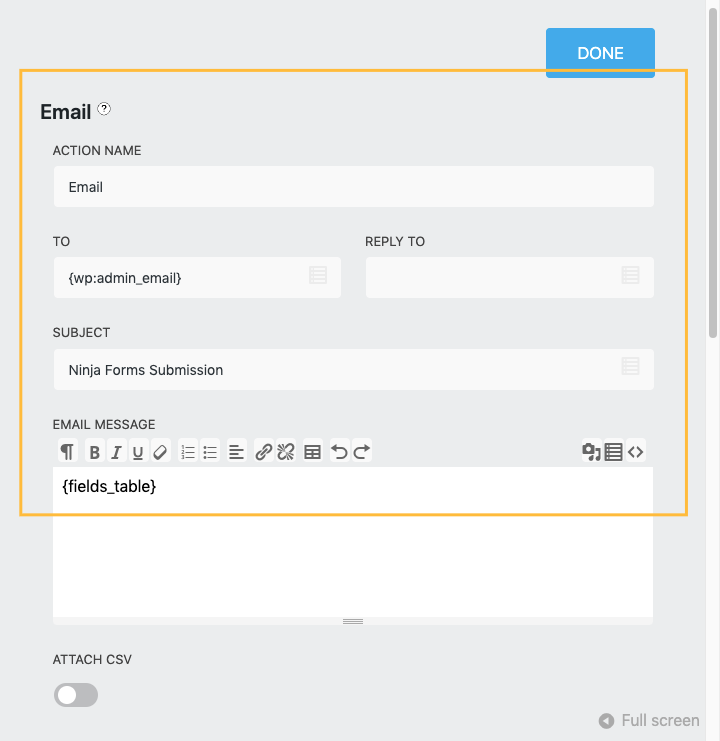 DONE
Email ?
ACTION NAME
Email
TO
REPLY TO
{wp:admin_email}
SUBJECT
Ninja Forms Submission
EMAIL MESSAGE
{fields_table}
ATTACH CSV
Full screen